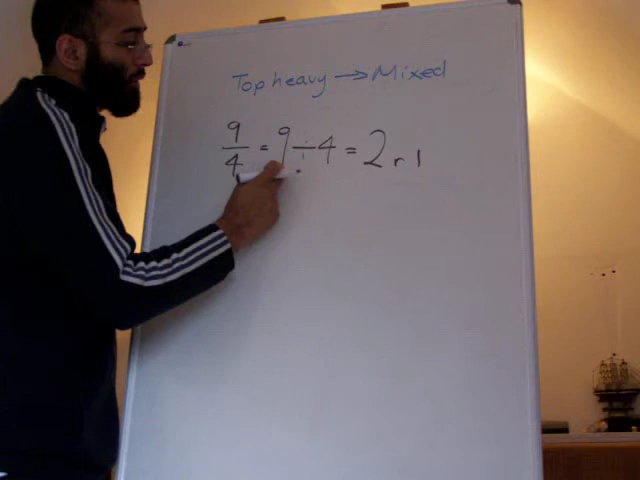 Top heavy → Mixed
9/4 = 9 ÷ 4 = 2 r 1